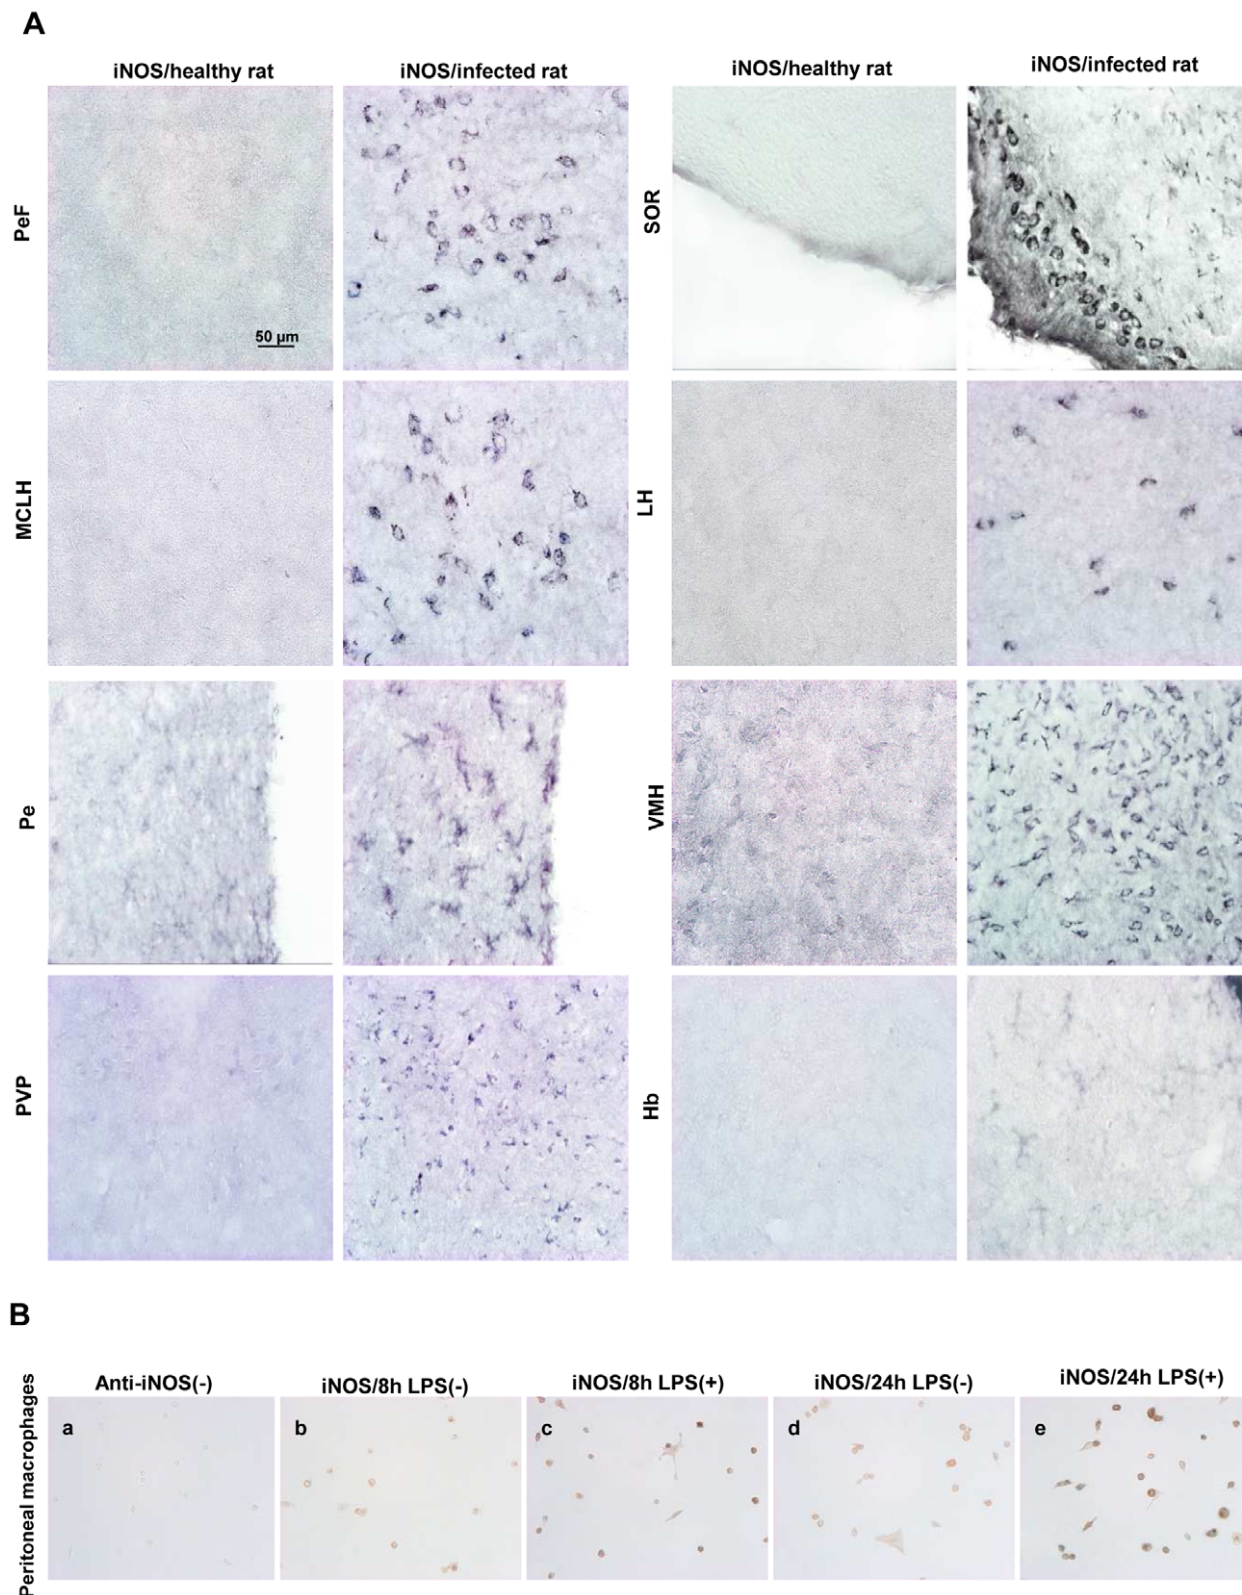 A
iNOS/healthy rat
iNOS/infected rat
iNOS/healthy rat
iNOS/infected rat
PeF
50 µm
SOR
MCLH
LH
Pe
VMH
PVP
Hb
B
Anti-iNOS(-)
iNOS/8h LPS(-)
iNOS/8h LPS(+)
iNOS/24h LPS(-)
iNOS/24h LPS(+)
Peritoneal macrophages
a
b
c
d
e